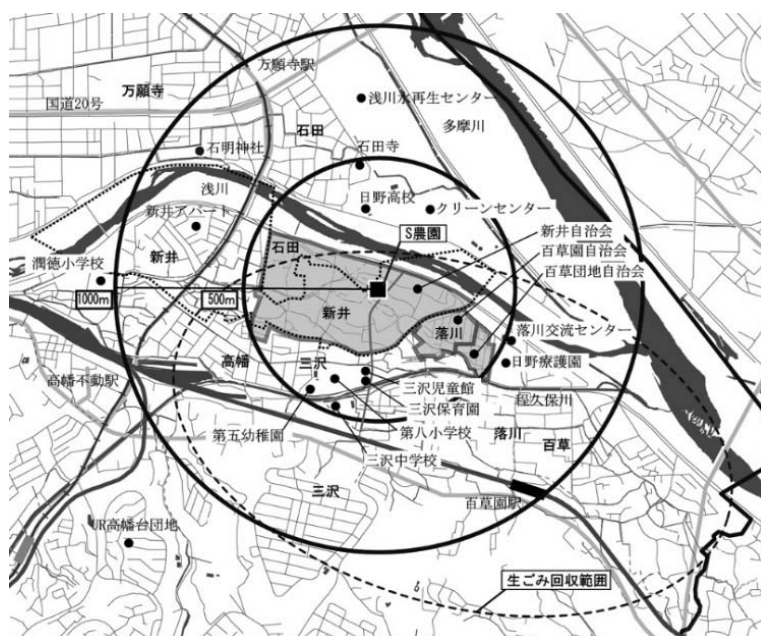 万願寺駅
万願寺
国道20号
浅川水再生センター
石田
多摩川
石明神社
石田寺
浅川
日野高校
クリーンセンター
新井アパート
S農園
新井自治会
石田
百草園自治会
新井
百草団地自治会
潤徳小学校
1000m
500m
新井
落川
落川交流センター
高幡
三沢
日野療護園
高幡不動駅
三沢児童館
程久保川
三沢保育園
第五幼稚園
第八小学校
落川
百草
三沢中学校
三沢
百草園駅
UR高幡台団地
生ごみ回収範囲